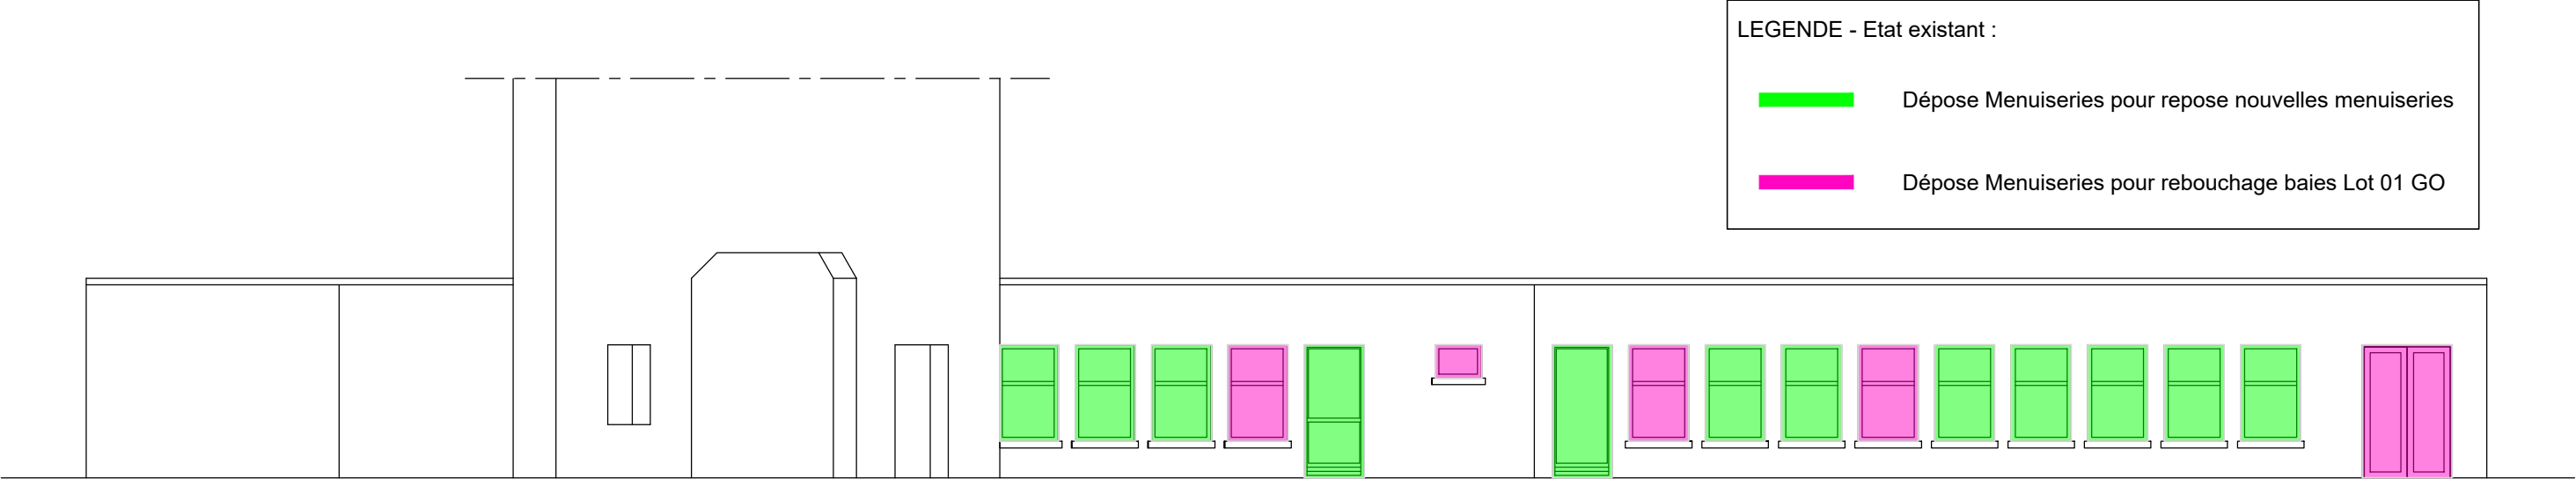 LEGENDE - Etat existant :
Dépose Menuiseries pour repose nouvelles menuiseries
Dépose Menuiseries pour rebouchage baies Lot 01 GO